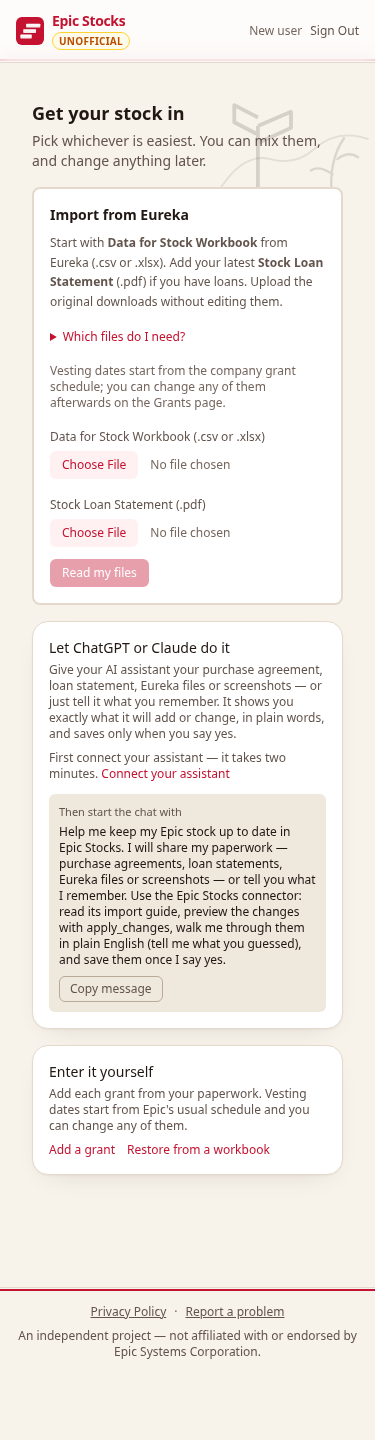 Epic Stocks
UNOFFICIAL
New user Sign Out
Get your stock in
Pick whichever is easiest. You can mix them,
and change anything later.
Import from Eureka
Start with Data for Stock Workbook from
Eureka (.csv or .xlsx). Add your latest Stock Loan
Statement (.pdf) if you have loans. Upload the
original downloads without editing them.
Which files do I need?
Vesting dates start from the company grant
schedule; you can change any of them
afterwards on the Grants page.
Data for Stock Workbook (.csv or .xlsx)
Choose File No file chosen
Stock Loan Statement (.pdf)
Choose File No file chosen
Read my files
Let ChatGPT or Claude do it
Give your AI assistant your purchase agreement,
loan statement, Eureka files or screenshots — or
just tell it what you remember. It shows you
exactly what it will add or change, in plain words,
and saves only when you say yes.
First connect your assistant — it takes two
minutes. Connect your assistant
Then start the chat with
Help me keep my Epic stock up to date in
Epic Stocks. I will share my paperwork —
purchase agreements, loan statements,
Eureka files or screenshots — or tell you what
I remember. Use the Epic Stocks connector:
read its import guide, preview the changes
with apply_changes, walk me through them
in plain English (tell me what you guessed),
and save them once I say yes.
Copy message
Enter it yourself
Add each grant from your paperwork. Vesting
dates start from Epic's usual schedule and you
can change any of them.
Add a grant Restore from a workbook
Privacy Policy · Report a problem
An independent project — not affiliated with or endorsed by
Epic Systems Corporation.